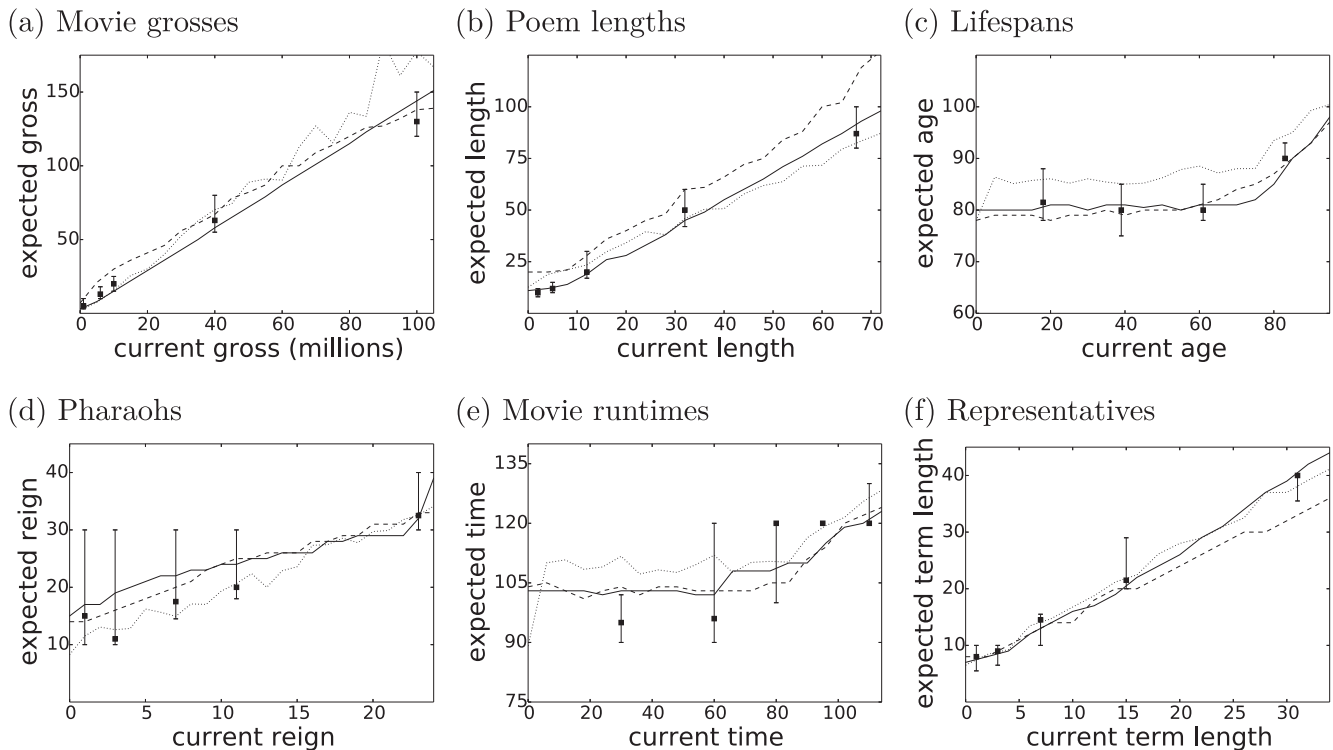 (a) Movie grosses
(b) Poem lengths
(c) Lifespans
expected gross
150
100
50
0 20 40 60 80 100
current gross (millions)
expected length
100
75
50
25
0 10 20 30 40 50 60 70
current length
expected age
100
90
80
70
60
0 20 40 60 80
current age
(d) Pharaohs
(e) Movie runtimes
(f) Representatives
expected reign
40
30
20
10
0 5 10 15 20
current reign
expected time
135
120
105
90
75
0 20 40 60 80 100
current time
expected term length
40
30
20
10
0 5 10 15 20 25 30
current term length